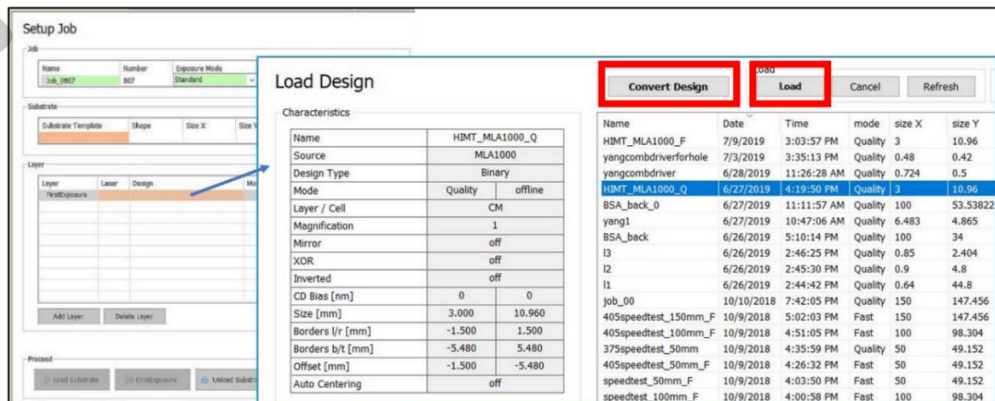 Setup Job
Job
Name Number Exposure Mode
Job_0807 807 Standard
Substrate
Substrate Template Shape Size X Size Y
Layer
Layer Laser Design
FirstExposure
Add Layer Delete Layer
Proceed
Load Substrate FirstExposure Unload
Load Design
Characteristics
Name HIMT_MLA1000_Q
Source MLA1000
Design Type Binary
Mode Quality offline
Layer / Cell CM
Magnification 1
Mirror off
XOR off
Inverted off
CD Bias [nm] 0 0
Size [mm] 3.000 10.960
Borders l/r [mm] -1.500 1.500
Borders b/t [mm] -5.480 5.480
Offset [mm] -1.500 -5.480
Auto Centering off
Convert Design Load Cancel Refresh
Name Date Time mode size X size Y
HIMT_MLA1000_F 7/9/2019 3:03:57 PM Quality 3 10.96
yangcombdriverforhole 7/3/2019 3:35:13 PM Quality 0.48 0.42
yangcombdriver 6/28/2019 11:26:28 AM Quality 0.724 0.5
HIMT_MLA1000_Q 6/27/2019 4:19:50 PM Quality 3 10.96
BSA_back_0 6/27/2019 11:11:57 AM Quality 100 53.53822
yang1 6/27/2019 10:47:06 AM Quality 6.483 4.865
BSA_back 6/26/2019 5:10:14 PM Quality 100 34
l3 6/26/2019 2:46:25 PM Quality 0.85 2.404
l2 6/26/2019 2:45:30 PM Quality 0.9 4.8
l1 6/26/2019 2:44:42 PM Quality 0.64 44.8
job_00 10/10/2018 7:42:05 PM Quality 150 147.456
405speedtest_150mm_F 10/9/2018 5:02:03 PM Fast 150 147.456
405speedtest_100mm_F 10/9/2018 4:51:05 PM Fast 100 98.304
375speedtest_50mm 10/9/2018 4:35:59 PM Quality 50 49.152
405speedtest_50mm_F 10/9/2018 4:26:32 PM Fast 50 49.152
speedtest_50mm_F 10/9/2018 4:03:50 PM Fast 50 49.152
speedtest_100mm_F 10/9/2018 4:00:58 PM Fast 100 98.304